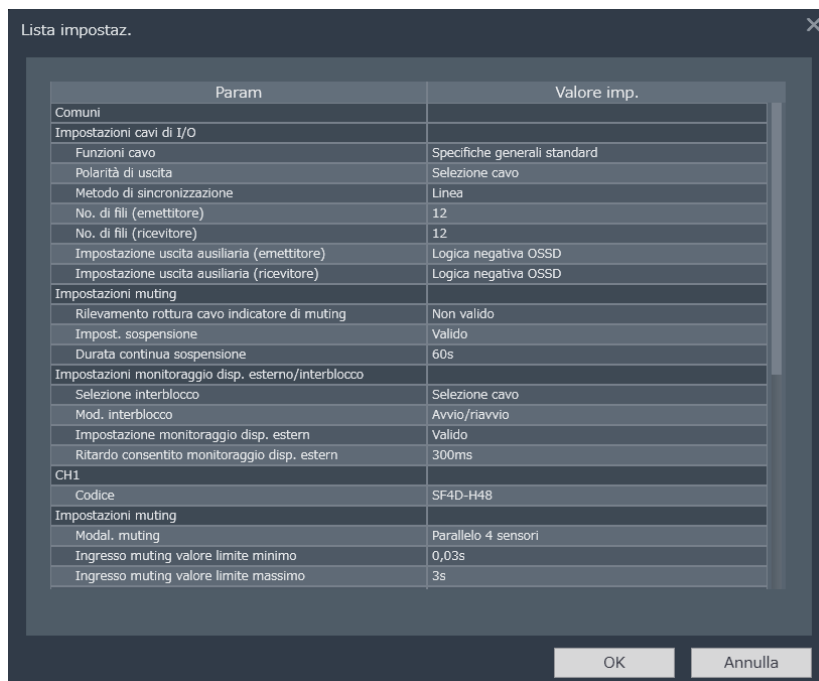 Lista impostaz.
Param Valore imp.
Comuni
Impostazioni cavi di I/O
Funzioni cavo Specifiche generali standard
Polarità di uscita Selezione cavo
Metodo di sincronizzazione Linea
No. di fili (emettitore) 12
No. di fili (ricevitore) 12
Impostazione uscita ausiliaria (emettitore) Logica negativa OSSD
Impostazione uscita ausiliaria (ricevitore) Logica negativa OSSD
Impostazioni muting
Rilevamento rottura cavo indicatore di muting Non valido
Impost. sospensione Valido
Durata continua sospensione 60s
Impostazioni monitoraggio disp. esterno/interblocco
Selezione interblocco Selezione cavo
Mod. interblocco Avvio/riavvio
Impostazione monitoraggio disp. estern Valido
Ritardo consentito monitoraggio disp. estern 300ms
CH1
Codice SF4D-H48
Impostazioni muting
Modal. muting Parallelo 4 sensori
Ingresso muting valore limite minimo 0,03s
Ingresso muting valore limite massimo 3s
OK Annulla